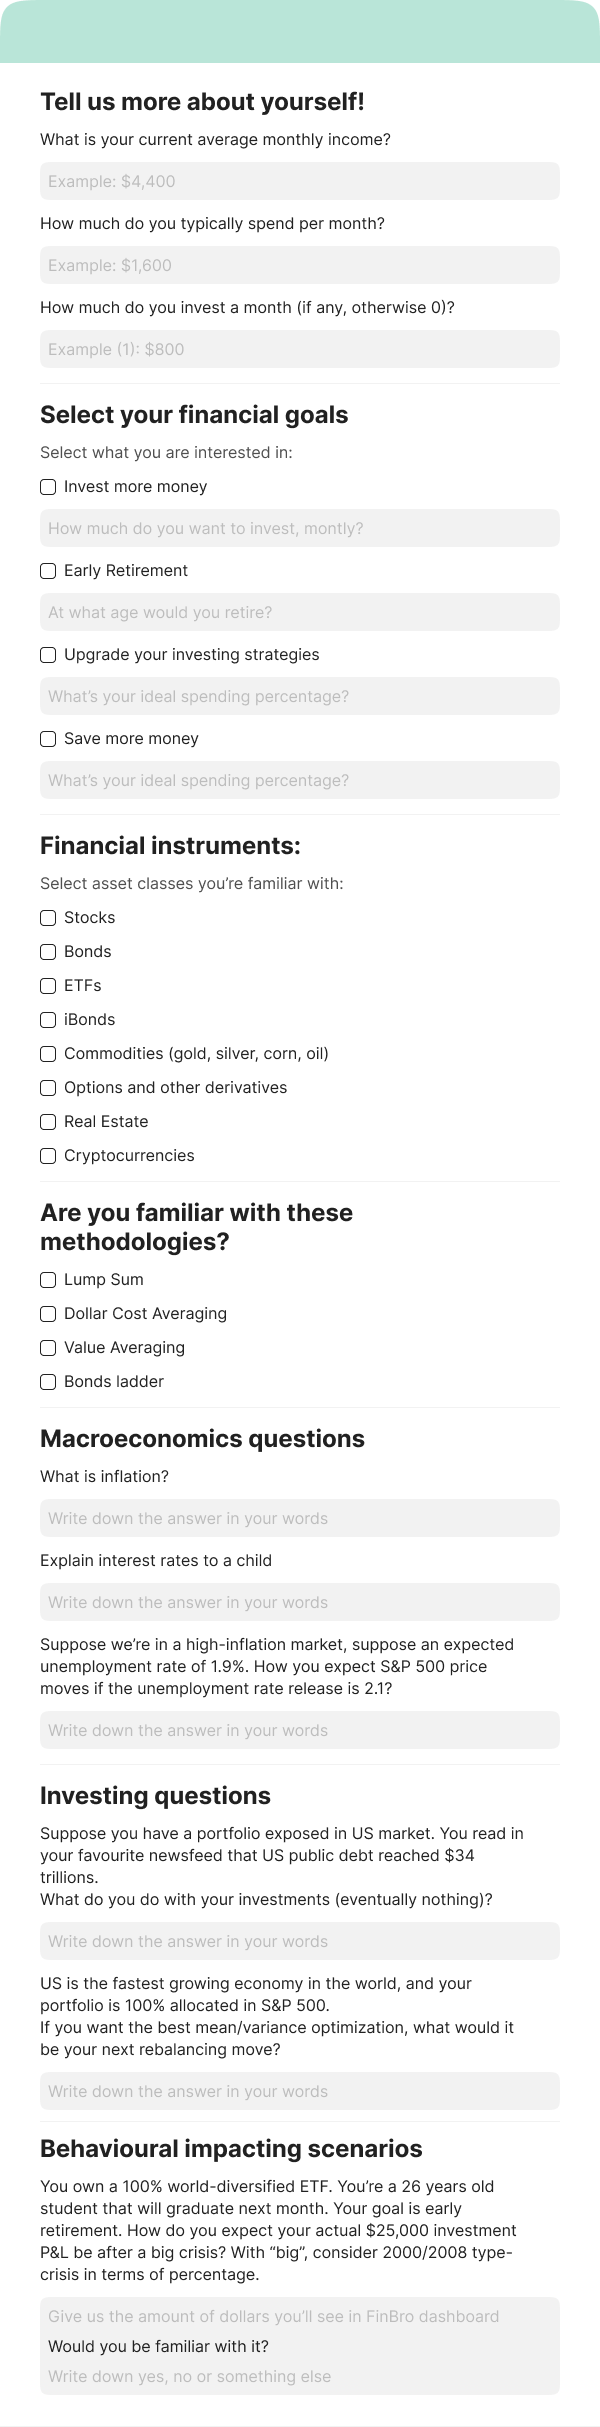 Tell us more about yourself!
What is your current average monthly income?
Example: $4,400
How much do you typically spend per month?
Example: $1,600
How much do you invest a month (if any, otherwise 0)?
Example (1): $800
Select your financial goals
Select what you are interested in:
Invest more money
How much do you want to invest, montly?
Early Retirement
At what age would you retire?
Upgrade your investing strategies
What's your ideal spending percentage?
Save more money
What's your ideal spending percentage?
Financial instruments:
Select asset classes you're familiar with:
Stocks
Bonds
ETFs
iBonds
Commodities (gold, silver, corn, oil)
Options and other derivatives
Real Estate
Cryptocurrencies
Are you familiar with these
methodologies?
Lump Sum
Dollar Cost Averaging
Value Averaging
Bonds ladder
Macroeconomics questions
What is inflation?
Write down the answer in your words
Explain interest rates to a child
Write down the answer in your words
Suppose we're in a high-inflation market, suppose an expected
unemployment rate of 1.9%. How you expect S&P 500 price
moves if the unemployment rate release is 2.1?
Write down the answer in your words
Investing questions
Suppose you have a portfolio exposed in US market. You read in
your favourite newsfeed that US public debt reached $34
trillions.
What do you do with your investments (eventually nothing)?
Write down the answer in your words
US is the fastest growing economy in the world, and your
portfolio is 100% allocated in S&P 500.
If you want the best mean/variance optimization, what would it
be your next rebalancing move?
Write down the answer in your words
Behavioural impacting scenarios
You own a 100% world-diversified ETF. You're a 26 years old
student that will graduate next month. Your goal is early
retirement. How do you expect your actual $25,000 investment
P&L be after a big crisis? With "big", consider 2000/2008 type-
crisis in terms of percentage.
Give us the amount of dollars you'll see in FinBro dashboard
Would you be familiar with it?
Write down yes, no or something else